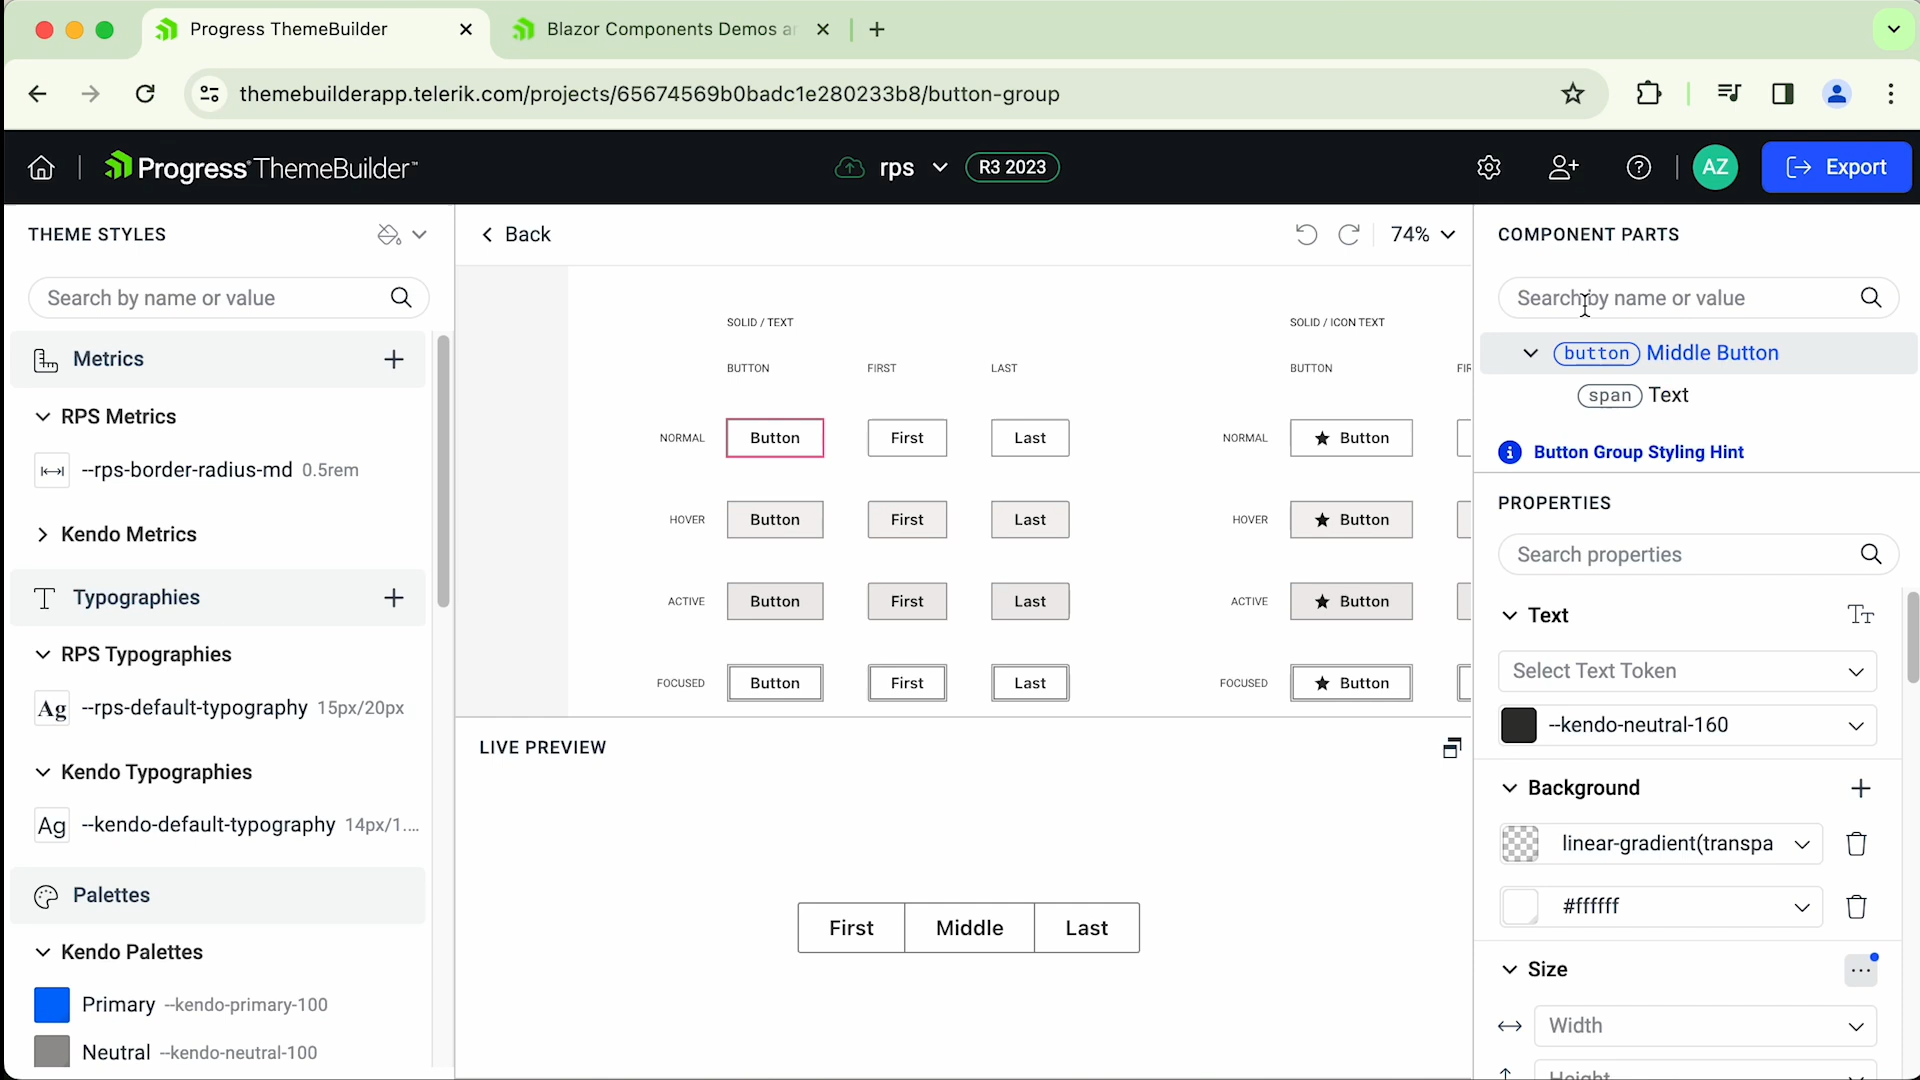 Progress ThemeBuilder
Blazor Components Demos ar
themebuilderapp.telerik.com/projects/65674569b0badc1e280233b8/button-group
Progress® ThemeBuilder™
rps
R3 2023
AZ
Export
THEME STYLES
Search by name or value
Metrics
RPS Metrics
--rps-border-radius-md 0.5rem
Kendo Metrics
Typographies
RPS Typographies
Ag --rps-default-typography 15px/20px
Kendo Typographies
Ag --kendo-default-typography 14px/1....
Palettes
Kendo Palettes
Primary --kendo-primary-100
Neutral --kendo-neutral-100
Back
74%
SOLID / TEXT
SOLID / ICON TEXT
BUTTON FIRST LAST
BUTTON FIR
NORMAL Button First Last
NORMAL Button
HOVER Button First Last
HOVER Button
ACTIVE Button First Last
ACTIVE Button
FOCUSED Button First Last
FOCUSED Button
LIVE PREVIEW
First Middle Last
COMPONENT PARTS
Search by name or value
button Middle Button
span Text
Button Group Styling Hint
PROPERTIES
Search properties
Text
Select Text Token
--kendo-neutral-160
Background
linear-gradient(transpa
#ffffff
Size
Width
Height